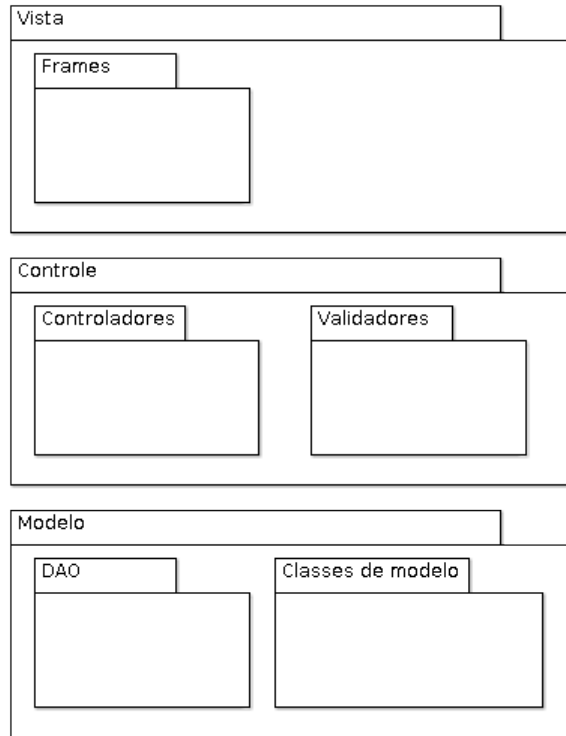 Vista
Frames
Controle
Controladores
Validadores
Modelo
DAO
Classes de modelo